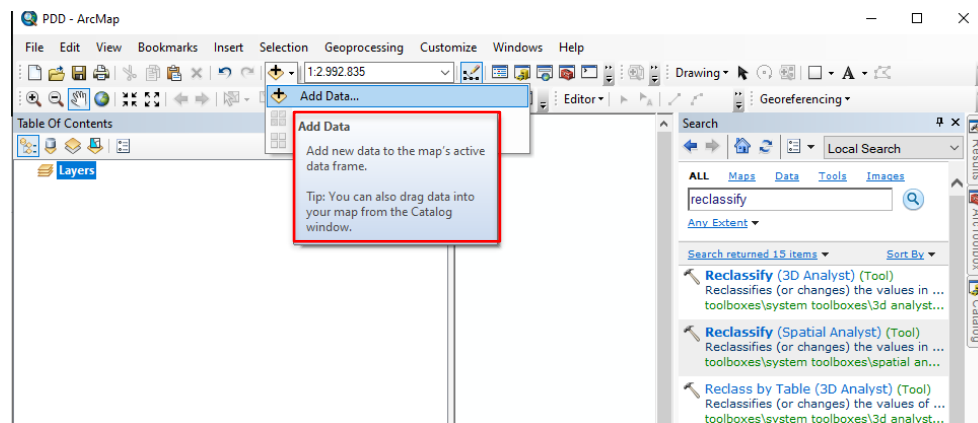 PDD - ArcMap
File Edit View Bookmarks Insert Selection Geoprocessing Customize Windows Help
1:2.992.835 Drawing A
Add Data... Editor Georeferencing
Table Of Contents
Add Data
Add new data to the map's active
data frame.
Tip: You can also drag data into
your map from the Catalog
window.
Layers
Search
Local Search
ALL Maps Data Tools Images
reclassify
Any Extent
Search returned 15 items Sort By
Reclassify (3D Analyst) (Tool)
Reclassifies (or changes) the values in ...
toolboxes\system toolboxes\3d analyst...
Reclassify (Spatial Analyst) (Tool)
Reclassifies (or changes) the values in ...
toolboxes\system toolboxes\spatial an...
Reclass by Table (3D Analyst) (Tool)
Reclassifies (or changes) the values of ...
toolboxes\system toolboxes\3d analyst...
Results
ArcToolbox
Catalog